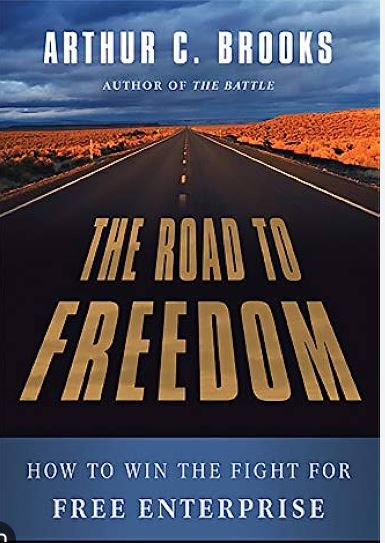 ARTHUR C. BROOKS
AUTHOR OF THE BATTLE
THE ROAD TO
FREEDOM
HOW TO WIN THE FIGHT FOR
FREE ENTERPRISE